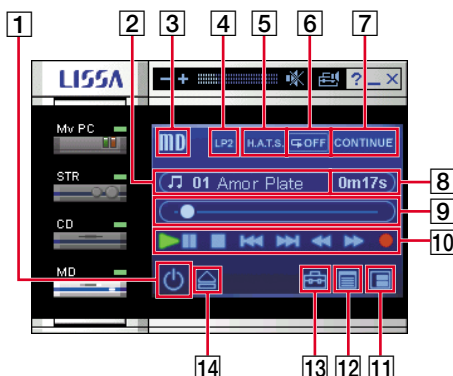 1 2 3 4 5 6 7
LISSA - + ? _ ×
My PC
MD LP2 H.A.T.S. OFF CONTINUE
STR
01 Amor Plate 0m17s 8
9
CD
10
MD
14 13 12 11